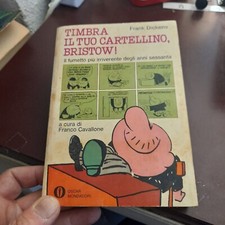 Frank Dickens
TIMBRA
IL TUO CARTELLINO,
BRISTOW!
il fumetto più irriverente degli anni sessanta
a cura di
Franco Cavallone
OSCAR
MONDADORI